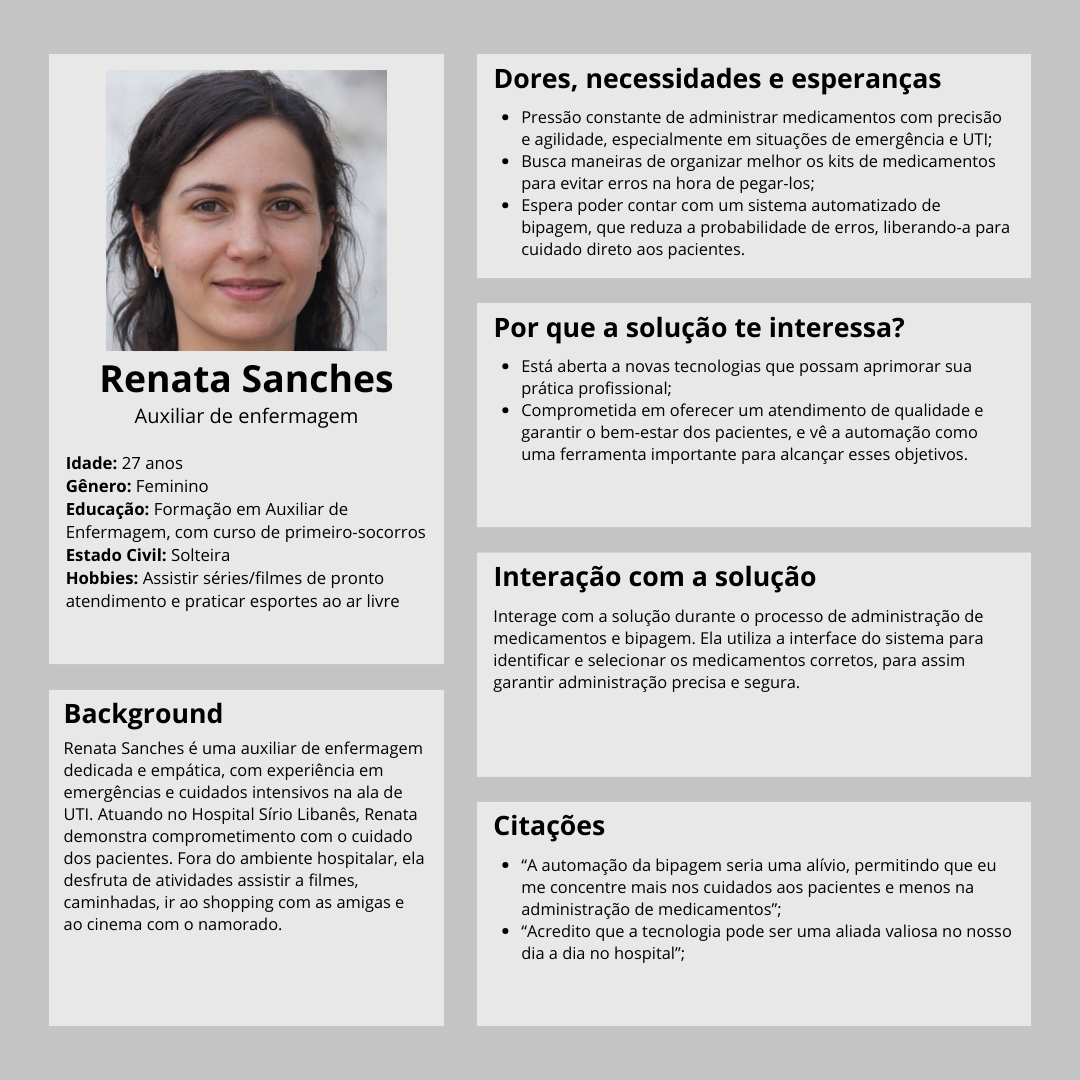 Renata Sanches
Auxiliar de enfermagem
Idade: 27 anos
Gênero: Feminino
Educação: Formação em Auxiliar de
Enfermagem, com curso de primeiro-socorros
Estado Civil: Solteira
Hobbies: Assistir séries/filmes de pronto
atendimento e praticar esportes ao ar livre
Background
Renata Sanches é uma auxiliar de enfermagem
dedicada e empática, com experiência em
emergências e cuidados intensivos na ala de
UTI. Atuando no Hospital Sírio Libanês, Renata
demonstra comprometimento com o cuidado
dos pacientes. Fora do ambiente hospitalar, ela
desfruta de atividades assistir a filmes,
caminhadas, ir ao shopping com as amigas e
ao cinema com o namorado.
Dores, necessidades e esperanças
• Pressão constante de administrar medicamentos com precisão
e agilidade, especialmente em situações de emergência e UTI;
• Busca maneiras de organizar melhor os kits de medicamentos
para evitar erros na hora de pegar-los;
• Espera poder contar com um sistema automatizado de
bipagem, que reduza a probabilidade de erros, liberando-a para
cuidado direto aos pacientes.
Por que a solução te interessa?
• Está aberta a novas tecnologias que possam aprimorar sua
prática profissional;
• Comprometida em oferecer um atendimento de qualidade e
garantir o bem-estar dos pacientes, e vê a automação como
uma ferramenta importante para alcançar esses objetivos.
Interação com a solução
Interage com a solução durante o processo de administração de
medicamentos e bipagem. Ela utiliza a interface do sistema para
identificar e selecionar os medicamentos corretos, para assim
garantir administração precisa e segura.
Citações
• “A automação da bipagem seria uma alívio, permitindo que eu
me concentre mais nos cuidados aos pacientes e menos na
administração de medicamentos”;
• “Acredito que a tecnologia pode ser uma aliada valiosa no nosso
dia a dia no hospital”;